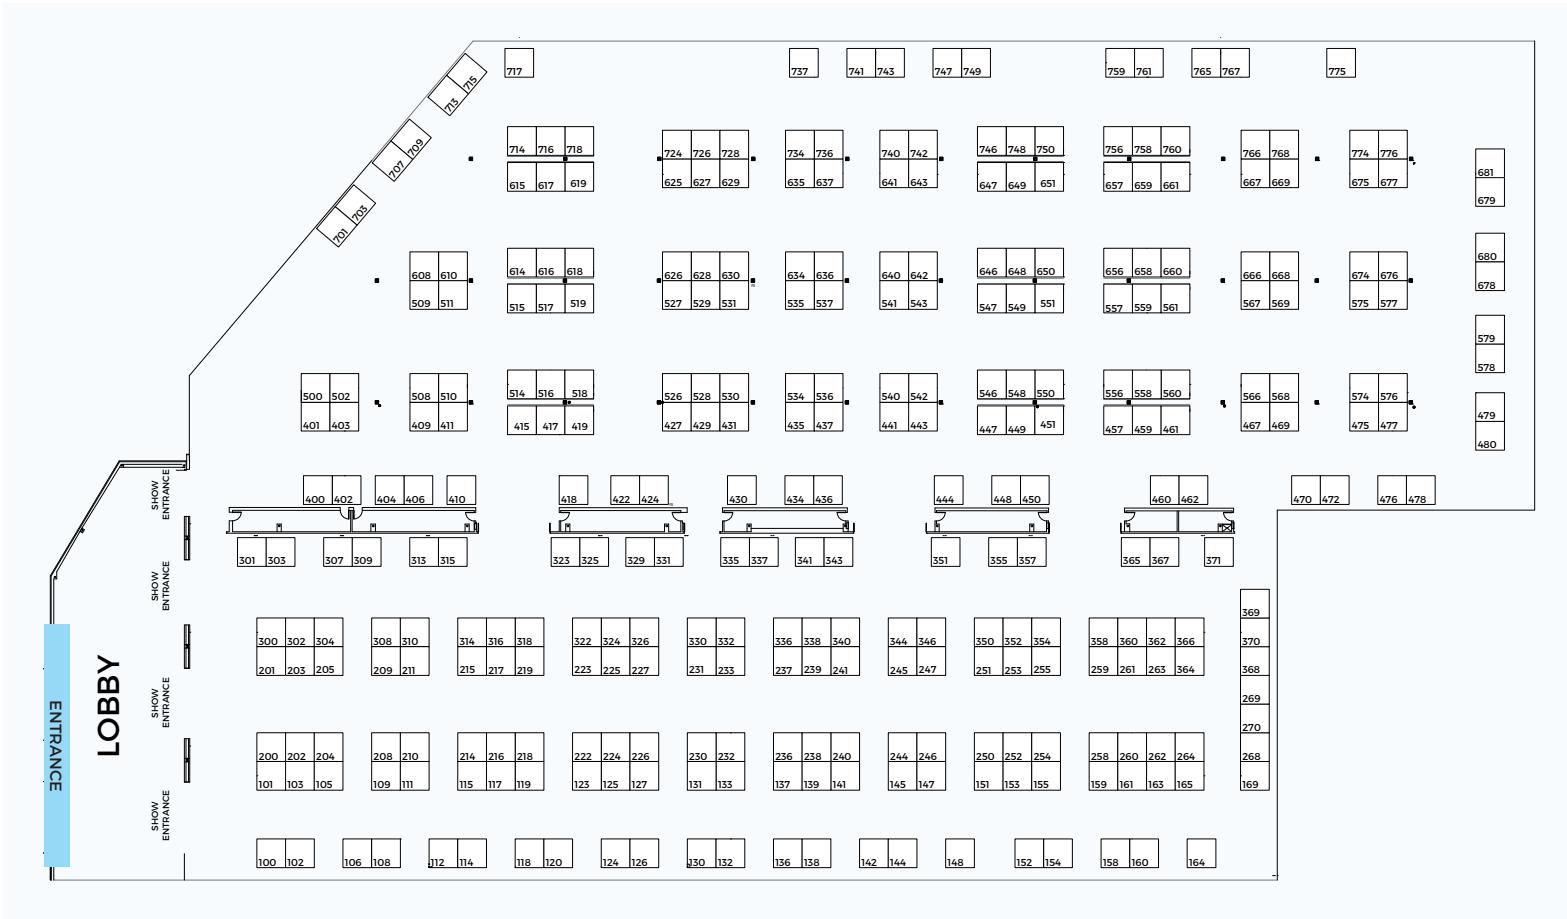 717 737 741 743 747 749 759 761 765 767 775
713 715
707 709
701 703
714 716 718 724 726 728 734 736 740 742 746 748 750 756 758 760 766 768 774 776
615 617 619 625 627 629 635 637 641 643 647 649 651 657 659 661 667 669 675 677
681
679
608 610 614 616 618 626 628 630 634 636 640 642 646 648 650 656 658 660 666 668 674 676
509 511 515 517 519 527 529 531 535 537 541 543 547 549 551 557 559 561 567 569 575 577
680
678
579
578
500 502 508 510 514 516 518 526 528 530 534 536 540 542 546 548 550 556 558 560 566 568 574 576
401 403 409 411 415 417 419 427 429 431 435 437 441 443 447 449 451 457 459 461 467 469 475 477
479
480
400 402 404 406 410 418 422 424 430 434 436 444 448 450 460 462 470 472 476 478
301 303 307 309 313 315 323 325 329 331 335 337 341 343 351 355 357 365 367 371
300 302 304 308 310 314 316 318 322 324 326 330 332 336 338 340 344 346 350 352 354 358 360 362 366
201 203 205 209 211 215 217 219 223 225 227 231 233 237 239 241 245 247 251 253 255 259 261 263 364
369
370
368
269
270
268
169
200 202 204 208 210 214 216 218 222 224 226 230 232 236 238 240 244 246 250 252 254 258 260 262 264
101 103 105 109 111 115 117 119 123 125 127 131 133 137 139 141 145 147 151 153 155 159 161 163 165
100 102 106 108 112 114 118 120 124 126 130 132 136 138 142 144 148 152 154 158 160 164
SHOW
ENTRANCE
SHOW
ENTRANCE
SHOW
ENTRANCE
SHOW
ENTRANCE
LOBBY
ENTRANCE